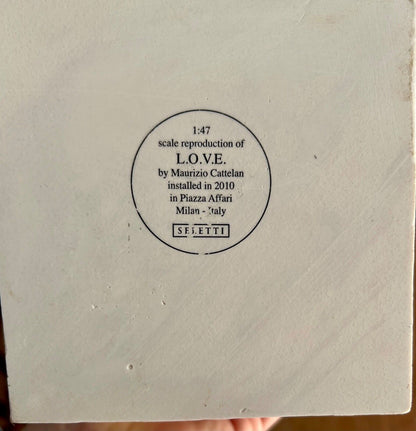 1:47
scale reproduction of
L.O.V.E.
by Maurizio Cattelan
installed in 2010
in Piazza Affari
Milan - Italy
SELETTI